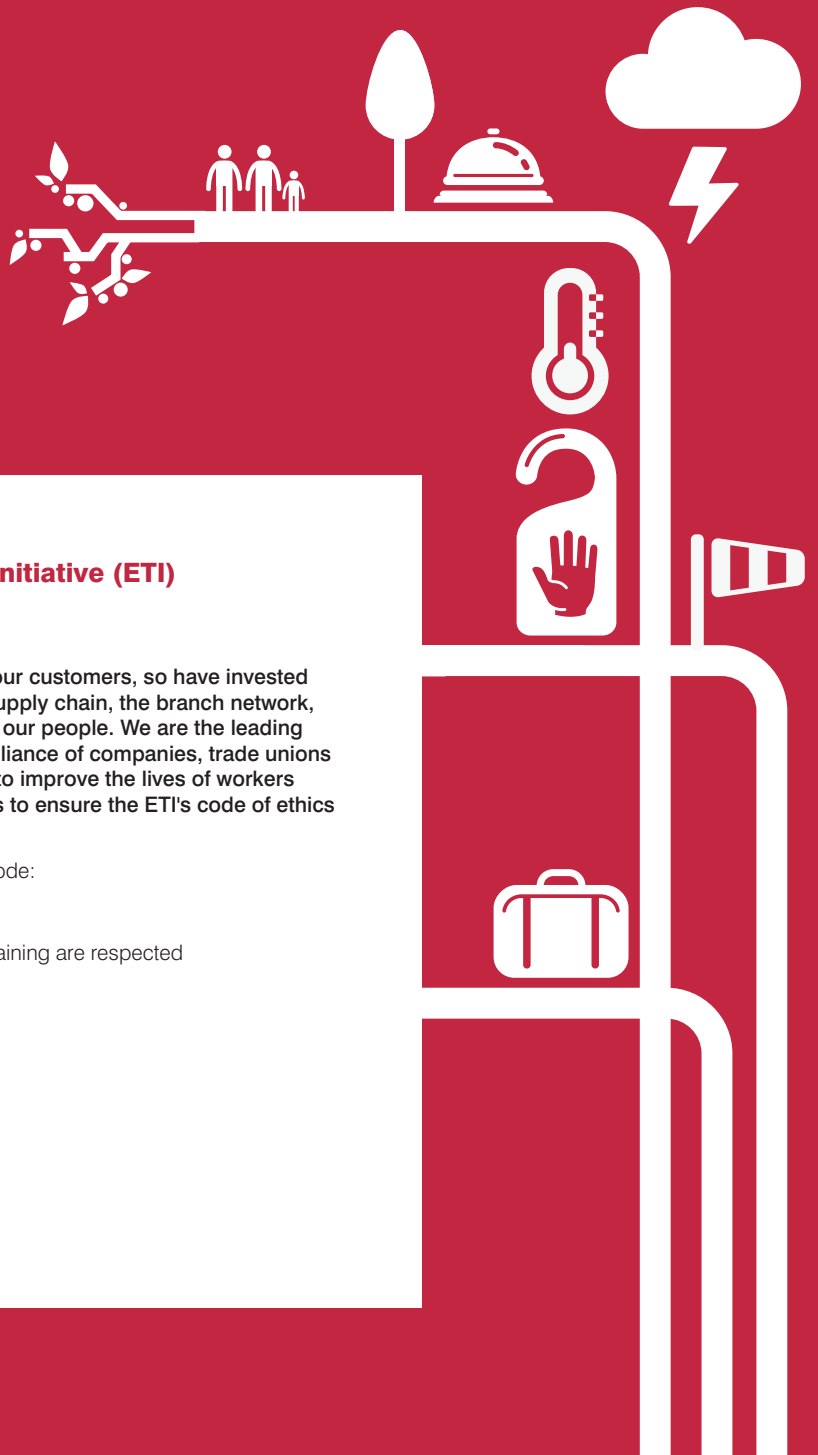 nitiative (ETI)
our customers, so have invested
upply chain, the branch network,
our people. We are the leading
liance of companies, trade unions
to improve the lives of workers
s to ensure the ETI's code of ethics
ode:
aining are respected